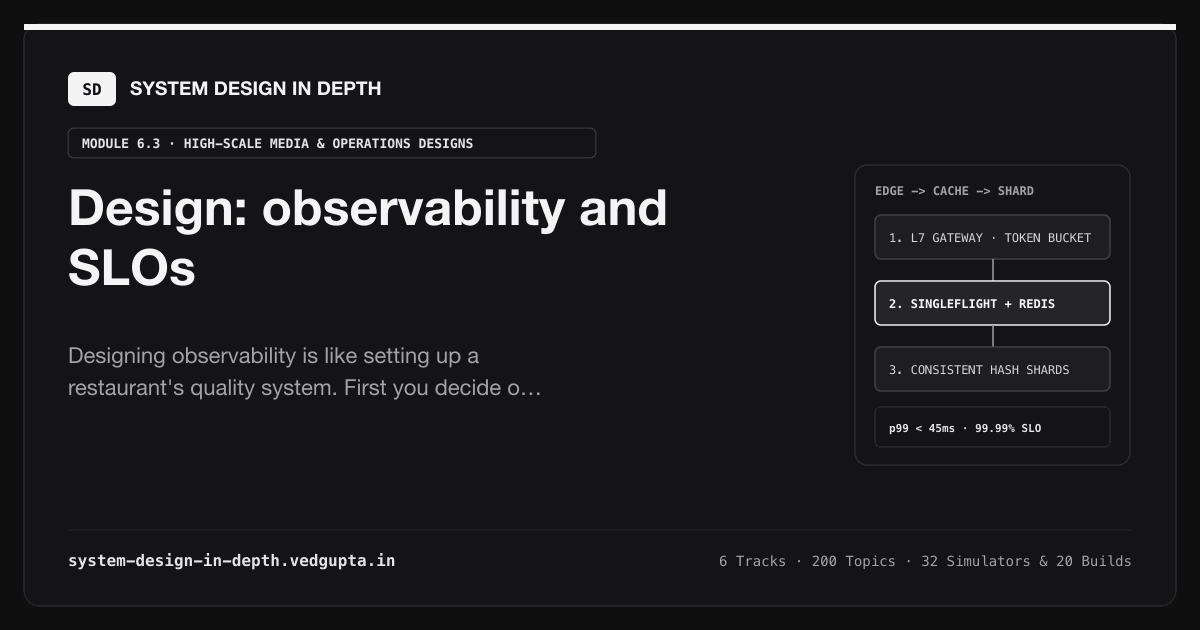 SD SYSTEM DESIGN IN DEPTH
MODULE 6.3 · HIGH-SCALE MEDIA & OPERATIONS DESIGNS
Design: observability and
SLOs
Designing observability is like setting up a
restaurant's quality system. First you decide o…
EDGE -> CACHE -> SHARD
1. L7 GATEWAY · TOKEN BUCKET
2. SINGLEFLIGHT + REDIS
3. CONSISTENT HASH SHARDS
p99 < 45ms · 99.99% SLO
system-design-in-depth.vedgupta.in
6 Tracks · 200 Topics · 32 Simulators & 20 Builds